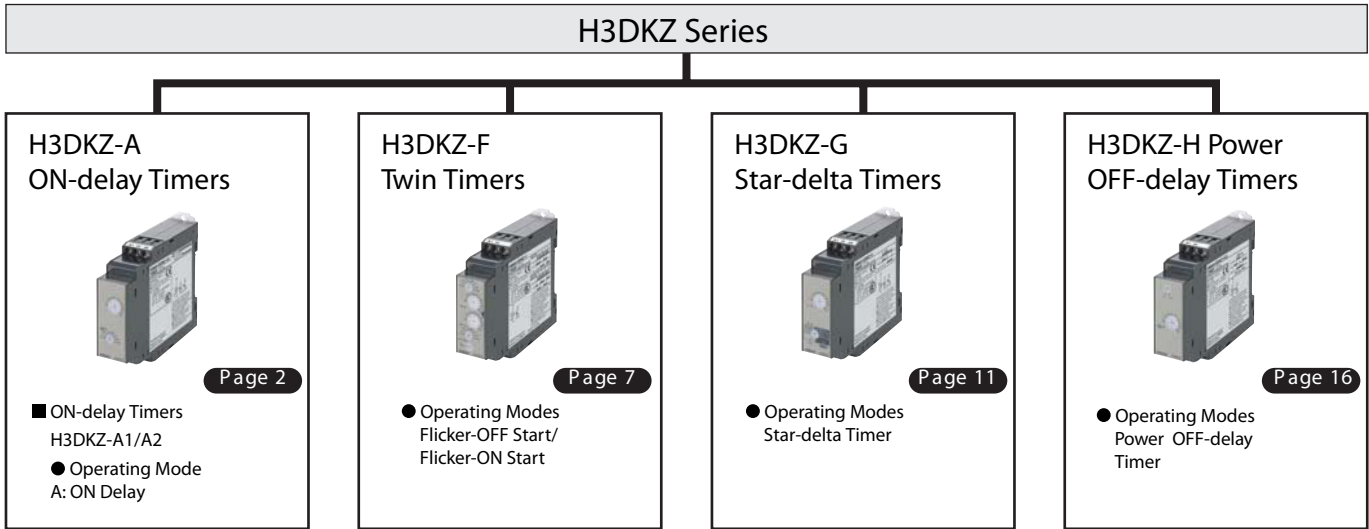 H3DKZ Series
H3DKZ-A
ON-delay Timers
Page 2
■ ON-delay Timers
H3DKZ-A1/A2
● Operating Mode
A: ON Delay
H3DKZ-F
Twin Timers
Page 7
● Operating Modes
Flicker-OFF Start/
Flicker-ON Start
H3DKZ-G
Star-delta Timers
Page 11
● Operating Modes
Star-delta Timer
H3DKZ-H Power
OFF-delay Timers
Page 16
● Operating Modes
Power OFF-delay
Timer